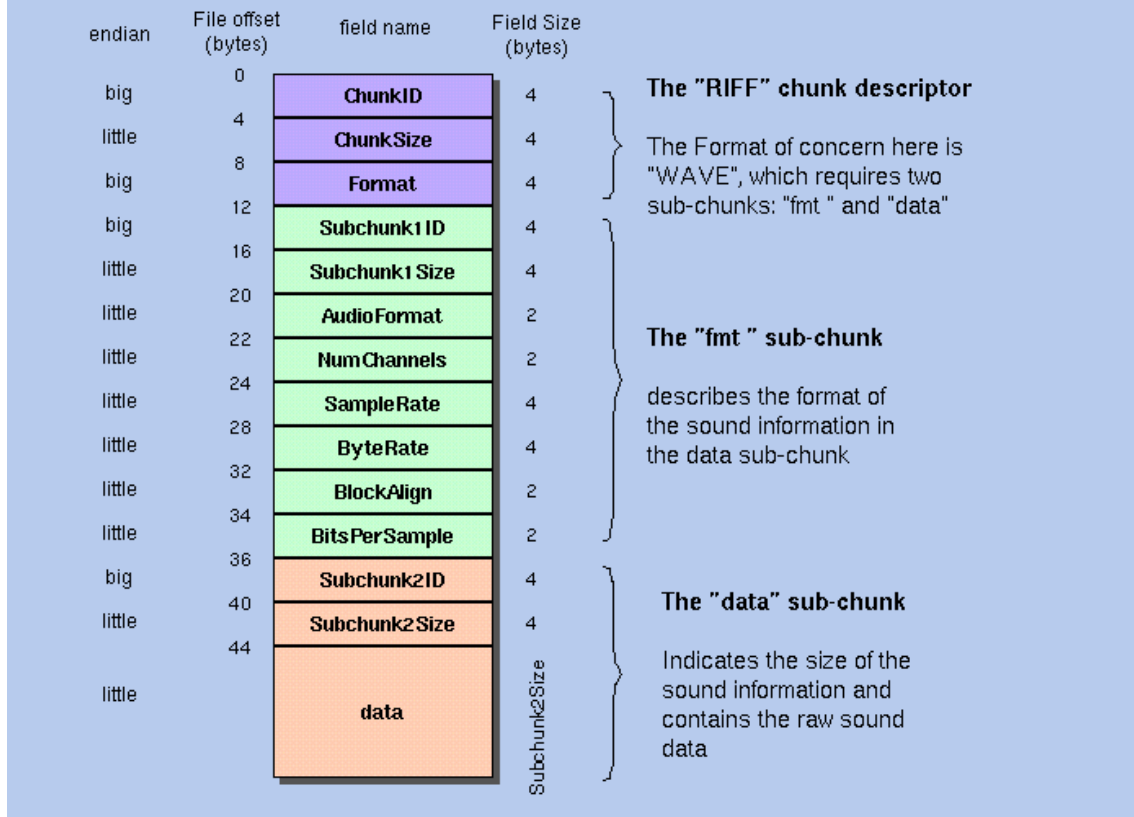 endian
File offset
(bytes)
field name
Field Size
(bytes)
0
big
ChunkID
4
4
little
ChunkSize
4
8
big
Format
4
12
big
Subchunk1ID
4
16
little
Subchunk1Size
4
20
little
AudioFormat
2
22
little
NumChannels
2
24
little
SampleRate
4
28
little
ByteRate
4
32
little
BlockAlign
2
34
little
BitsPerSample
2
36
big
Subchunk2ID
4
40
little
Subchunk2Size
4
44
little
data
Subchunk2Size
The "RIFF" chunk descriptor
The Format of concern here is
"WAVE", which requires two
sub-chunks: "fmt " and "data"
The "fmt " sub-chunk
describes the format of
the sound information in
the data sub-chunk
The "data" sub-chunk
Indicates the size of the
sound information and
contains the raw sound
data